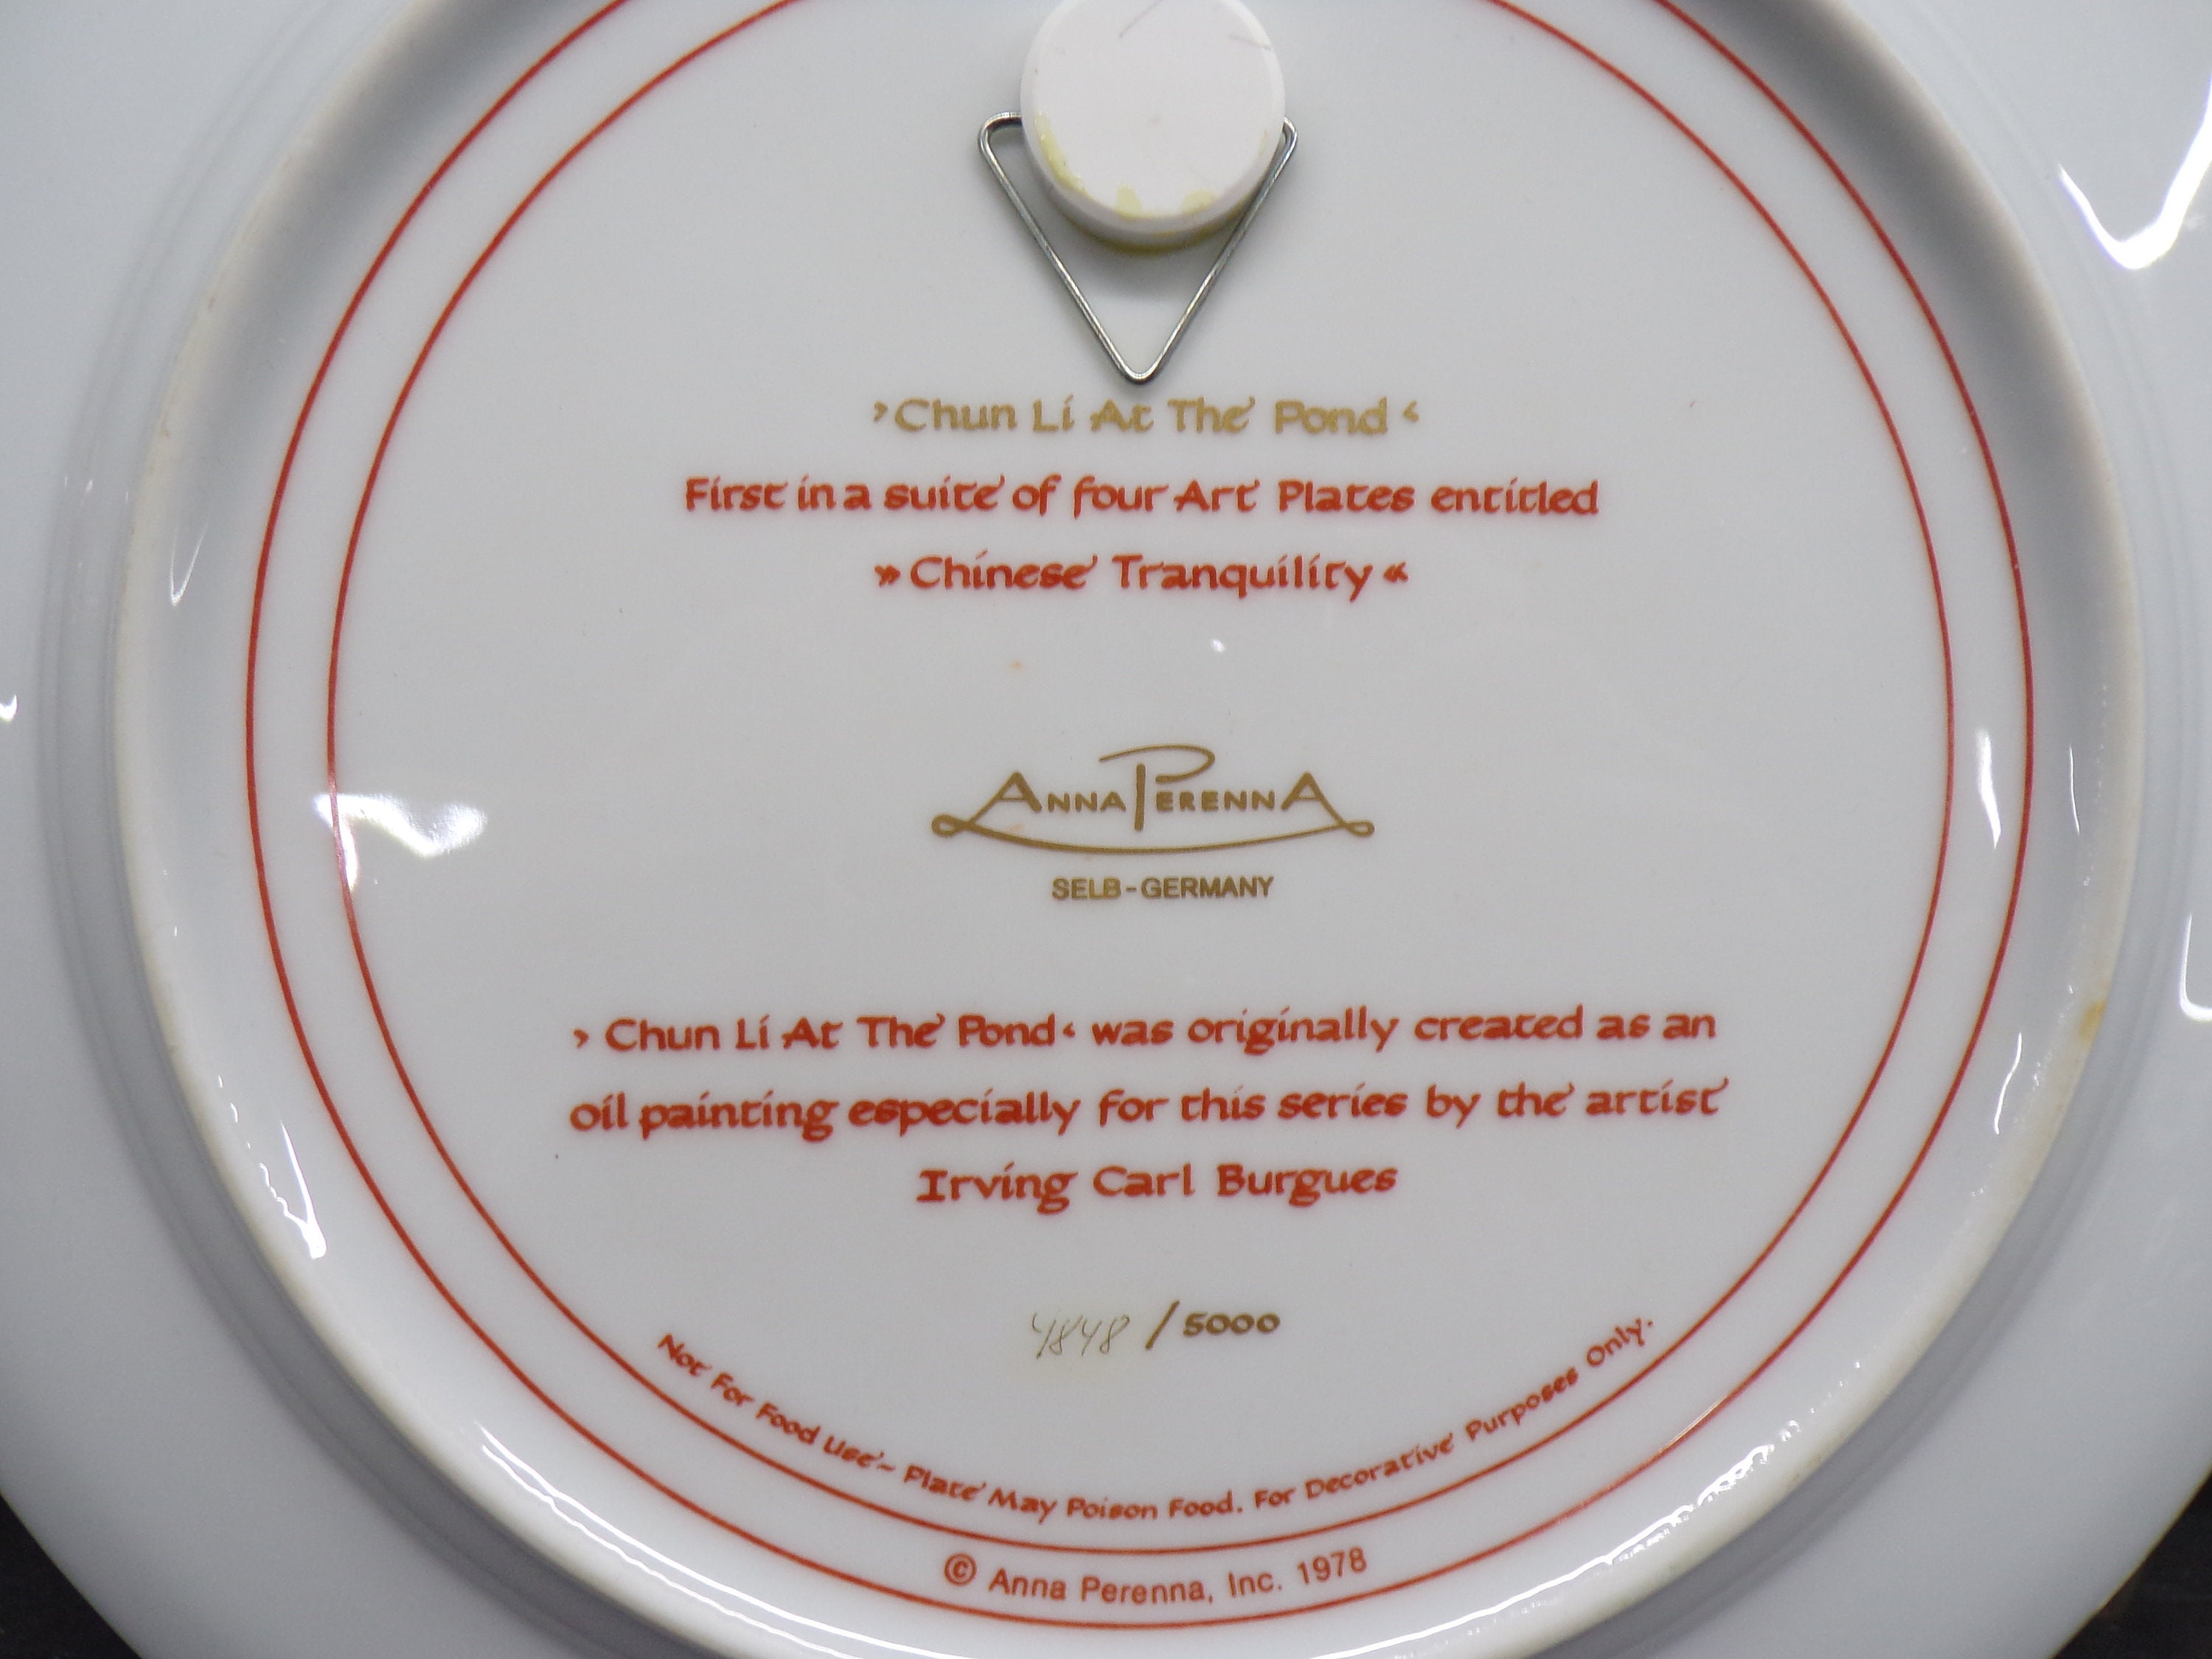 ›Chun Li At The Pond‹
First in a suite of four Art Plates entitled
»Chinese Tranquility«
ANNA PERENNA
SELB-GERMANY
›Chun Li At The Pond‹ was originally created as an
oil painting especially for this series by the artist
Irving Carl Burgues
4848 / 5000
Not For Food Use – Plate May Poison Food. For Decorative Purposes Only.
© Anna Perenna, Inc. 1978